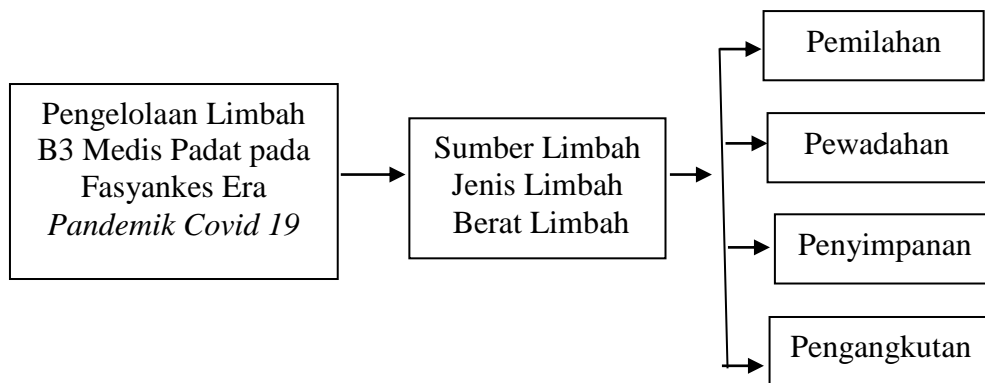 Pengelolaan Limbah
B3 Medis Padat pada
Fasyankes Era
Pandemik Covid 19
Sumber Limbah
Jenis Limbah
Berat Limbah
Pemilahan
Pewadahan
Penyimpanan
Pengangkutan